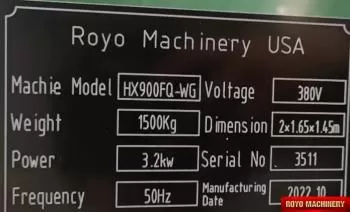 Royo Machinery USA
Machie Model HX900FQ-WG Voltage 380V
Weight 1500Kg Dimension 2×1.65×1.45m
Power 3.2kw Serial No 3511
Frequency 50Hz Manufacturing Date 2022.10
ROYO MACHINERY